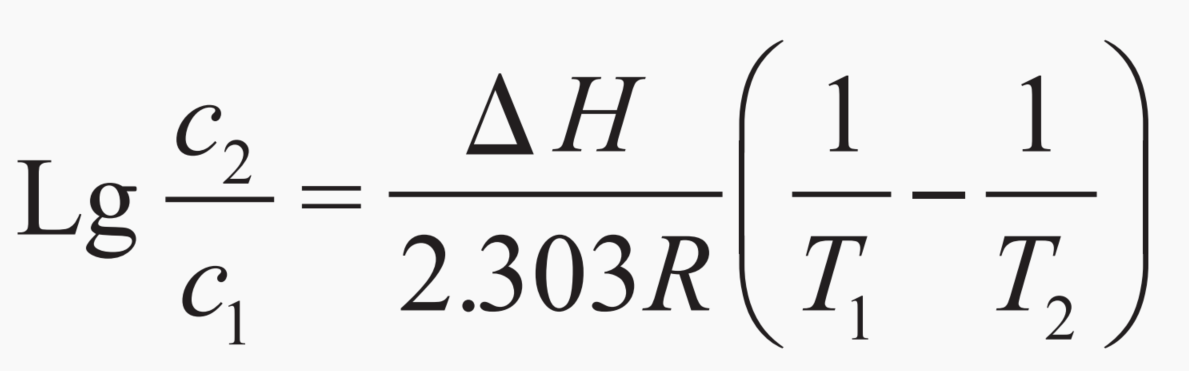 Lg c₂/c₁ = ΔH/2.303R (1/T₁ − 1/T₂)